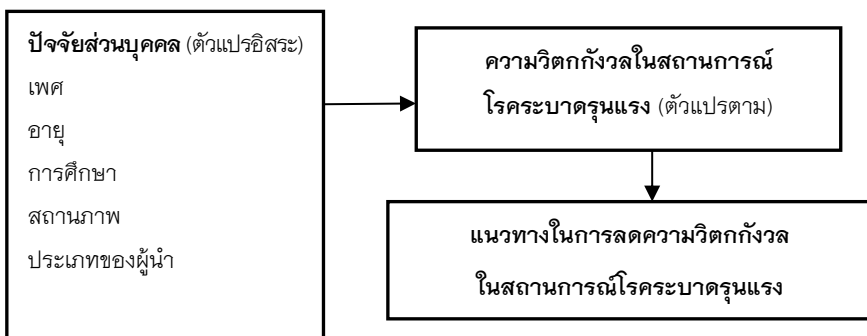 ปัจจัยส่วนบุคคล (ตัวแปรอิสระ)
เพศ
อายุ
การศึกษา
สถานภาพ
ประเภทของผู้นำ
ความวิตกกังวลในสถานการณ์
โรคระบาดรุนแรง (ตัวแปรตาม)
แนวทางในการลดความวิตกกังวล
ในสถานการณ์โรคระบาดรุนแรง